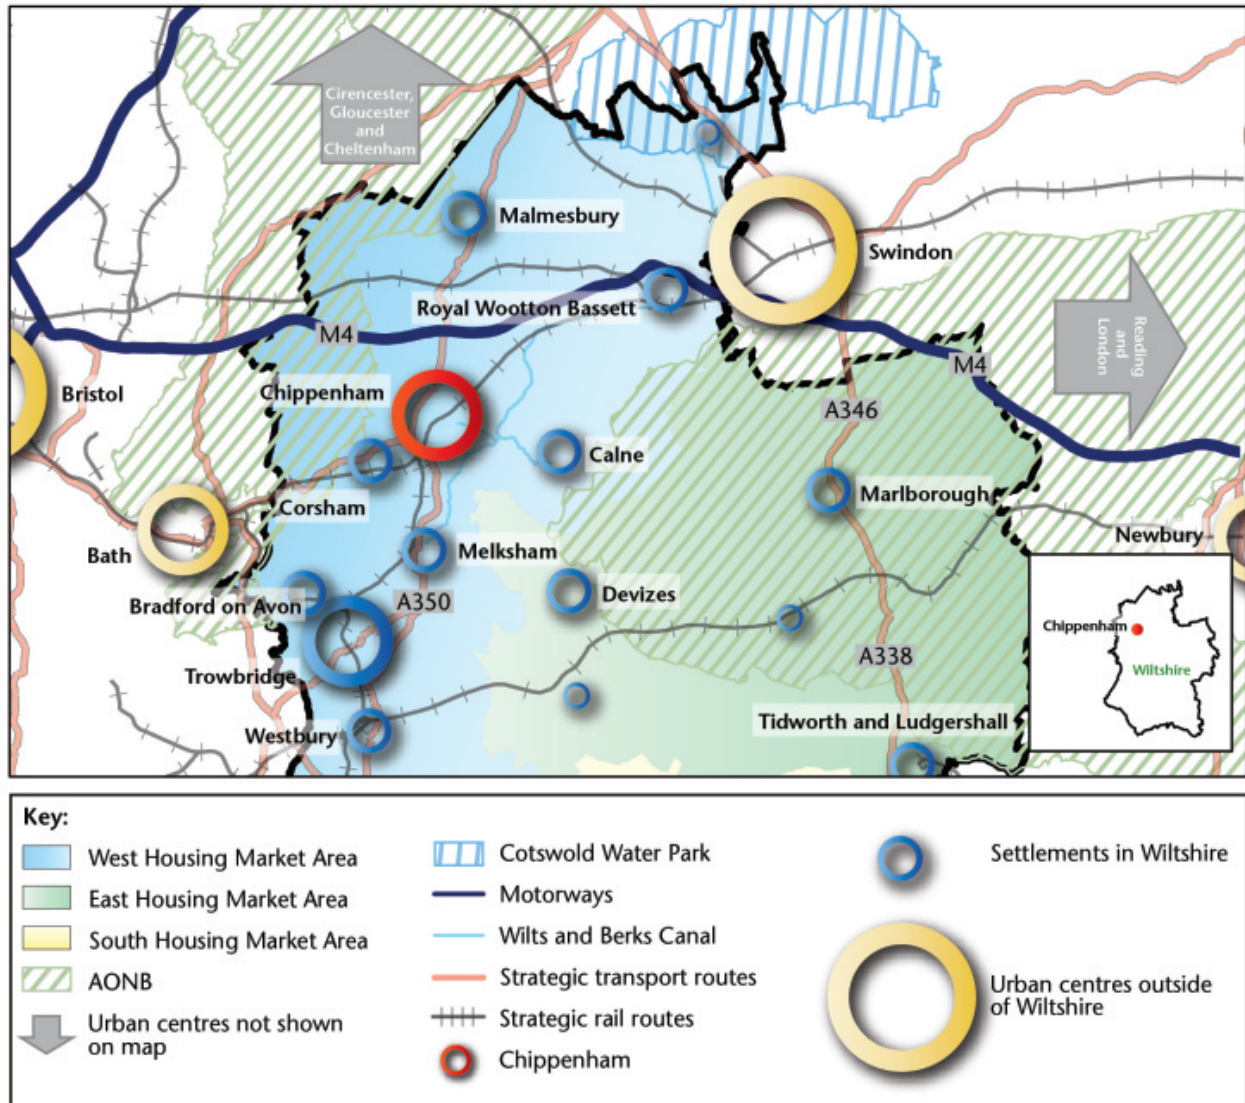 Cirencester,
Gloucester
and
Cheltenham
Malmesbury
Swindon
Royal Wootton Bassett
M4
Reading
and
London
M4
Bristol
Chippenham
A346
Calne
Marlborough
Corsham
Newbury
Bath
Melksham
Devizes
Bradford on Avon
A350
Chippenham
Wiltshire
A338
Trowbridge
Westbury
Tidworth and Ludgershall
Key:
West Housing Market Area
East Housing Market Area
South Housing Market Area
AONB
Urban centres not shown
on map
Cotswold Water Park
Motorways
Wilts and Berks Canal
Strategic transport routes
Strategic rail routes
Chippenham
Settlements in Wiltshire
Urban centres outside
of Wiltshire